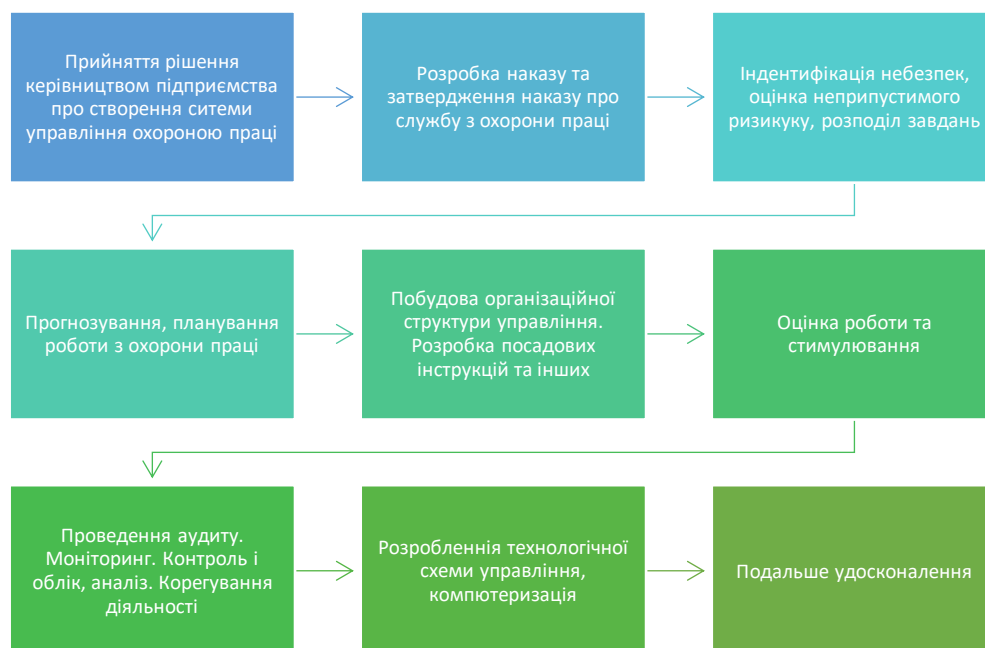 Прийняття рішення
керівництвом підприємства
про створення ситеми
управління охороною праці
Розробка наказу та
затвердження наказу про
службу з охорони праці
Індентифікація небезпек,
оцінка неприпустимого
ризикуку, розподіл завдань
Прогнозування, планування
роботи з охорони праці
Побудова організаційної
структури управління.
Розробка посадових
інструкцій та інших
Оцінка роботи та
стимулювання
Проведення аудиту.
Моніторинг. Контроль і
облік, аналіз. Корегування
діяльності
Розробленнія технологічної
схеми управління,
компютеризація
Подальше удосконалення